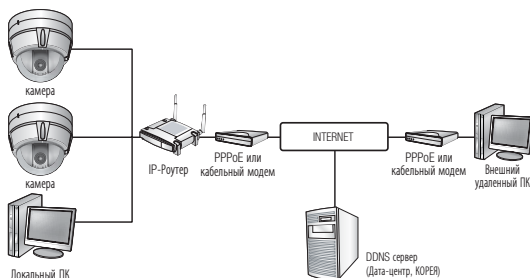 камера
камера
Локальный ПК
IP-Роутер
PPPoE или
кабельный модем
INTERNET
PPPoE или
кабельный модем
Внешний
удаленный ПК
DDNS сервер
(Дата-центр, КОРЕЯ)